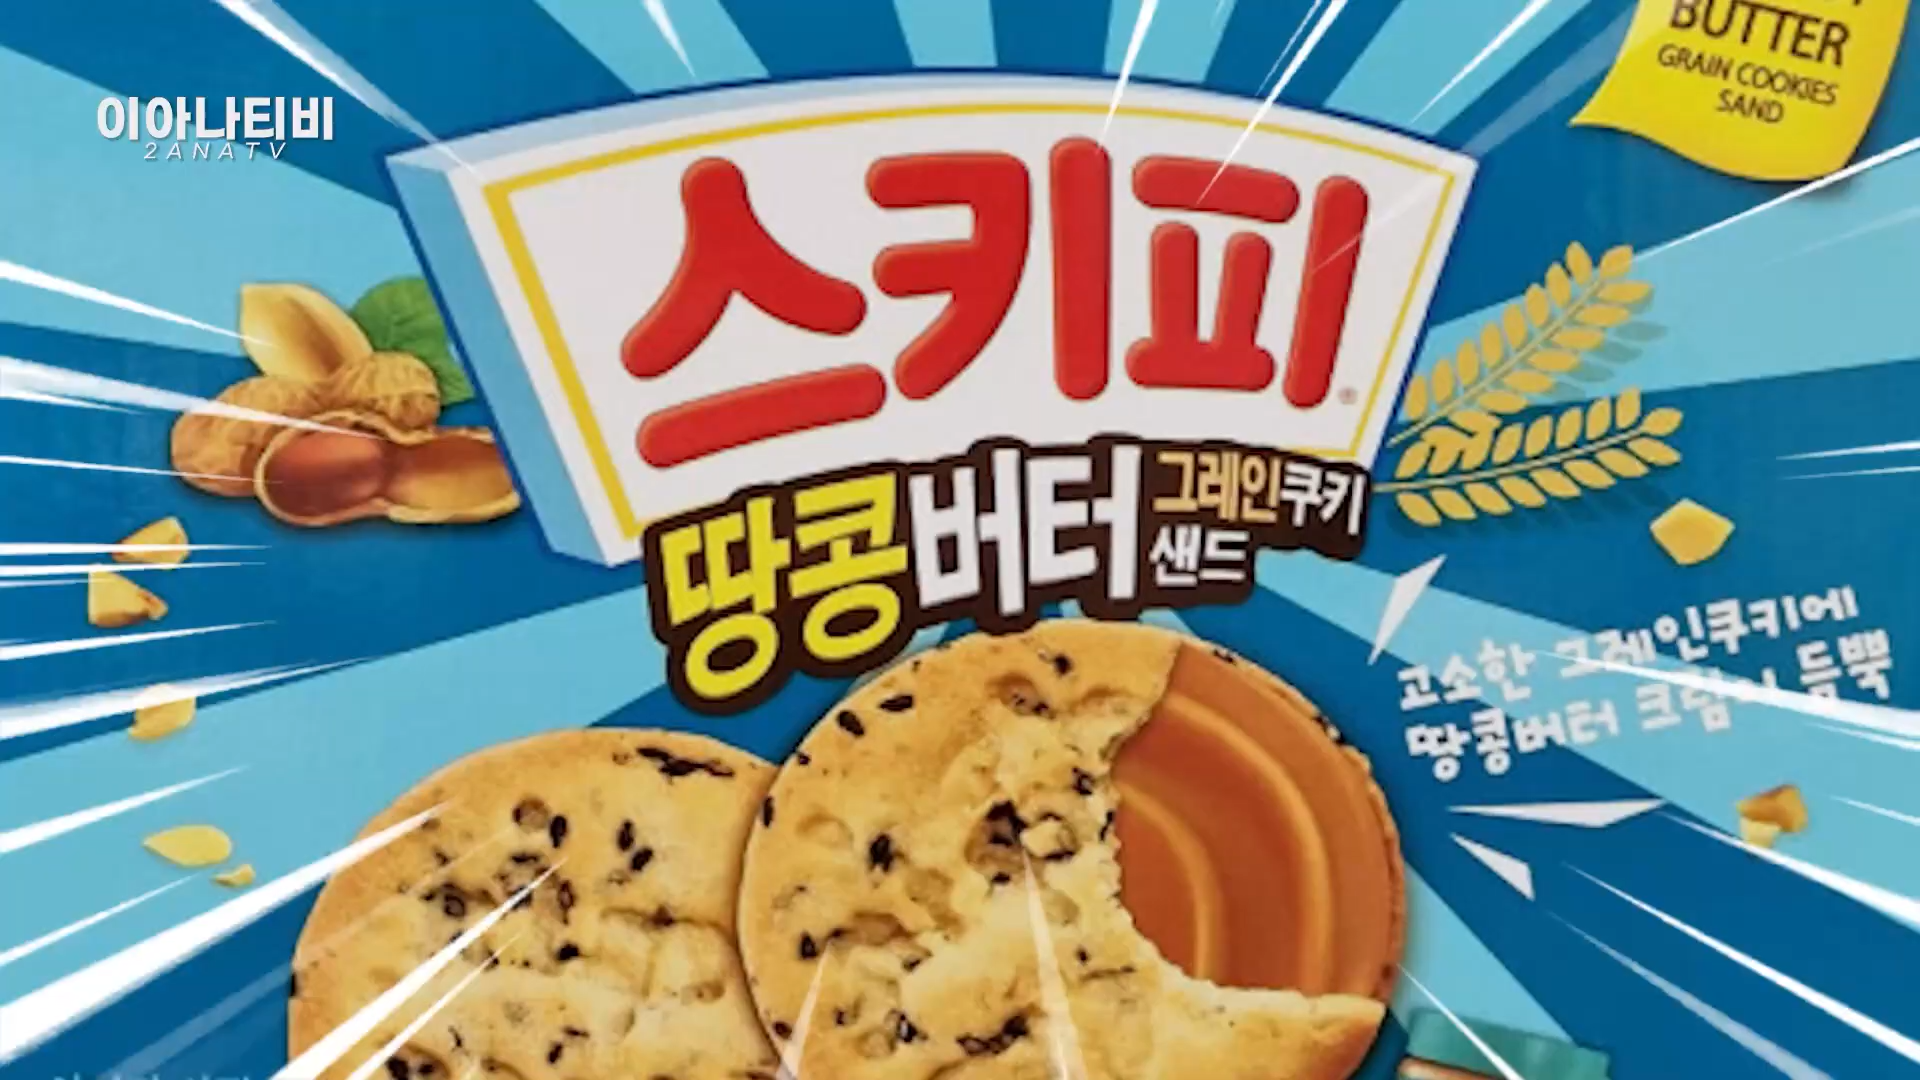 이아나티비
2ANATV
BUTTER
GRAIN COOKIES
SAND
스키피
땅콩버터 그레인쿠키
샌드
고소한 그레인쿠키에
땅콩버터 크림이 듬뿍